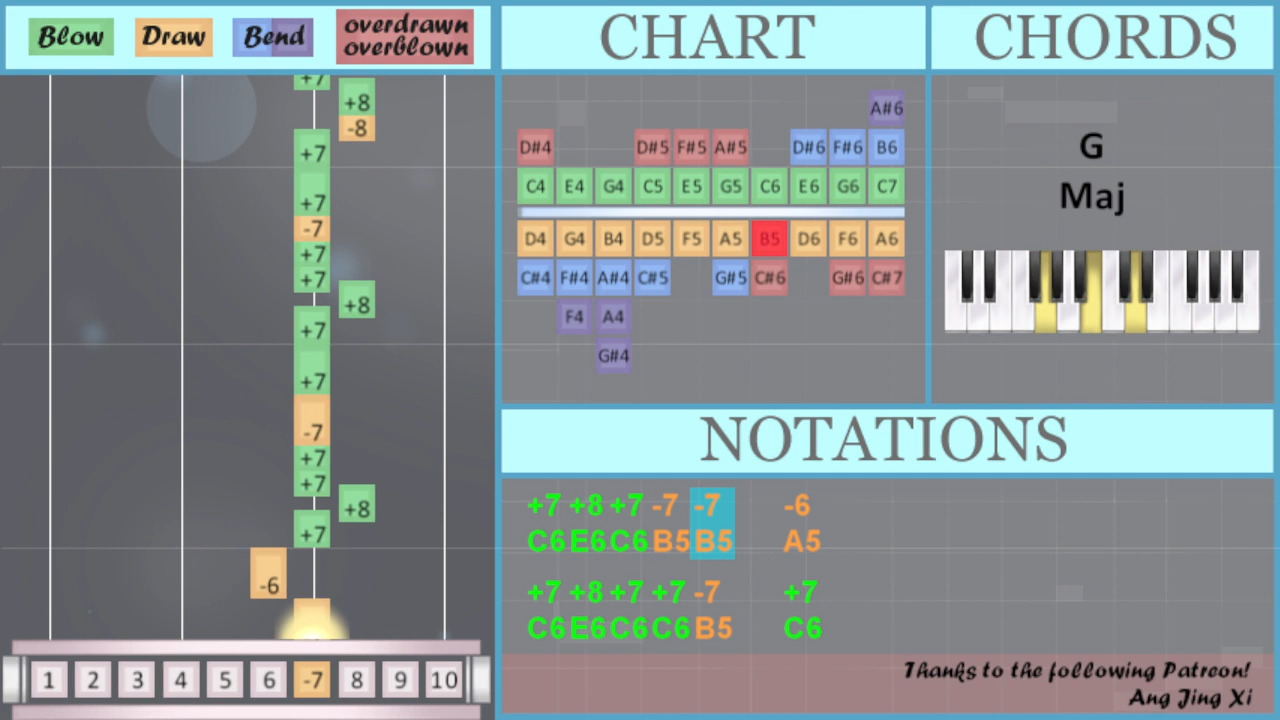 Blow Draw Bend overdrawn
overblown
CHART
CHORDS
+7
+8
-8
+7
+7
-7
+7
+7
+8
+7
+7
-7
+7
+7
+8
+7
-6
1 2 3 4 5 6 -7 8 9 10
A#6
D#4 D#5 F#5 A#5 D#6 F#6 B6
C4 E4 G4 C5 E5 G5 C6 E6 G6 C7
D4 G4 B4 D5 F5 A5 B5 D6 F6 A6
C#4 F#4 A#4 C#5 G#5 C#6 G#6 C#7
F4 A4
G#4
G
Maj
NOTATIONS
+7 +8 +7 -7 -7 -6
C6 E6 C6 B5 B5 A5
+7 +8 +7 +7 -7 +7
C6 E6 C6 C6 B5 C6
Thanks to the following Patreon!
Ang Jing Xi